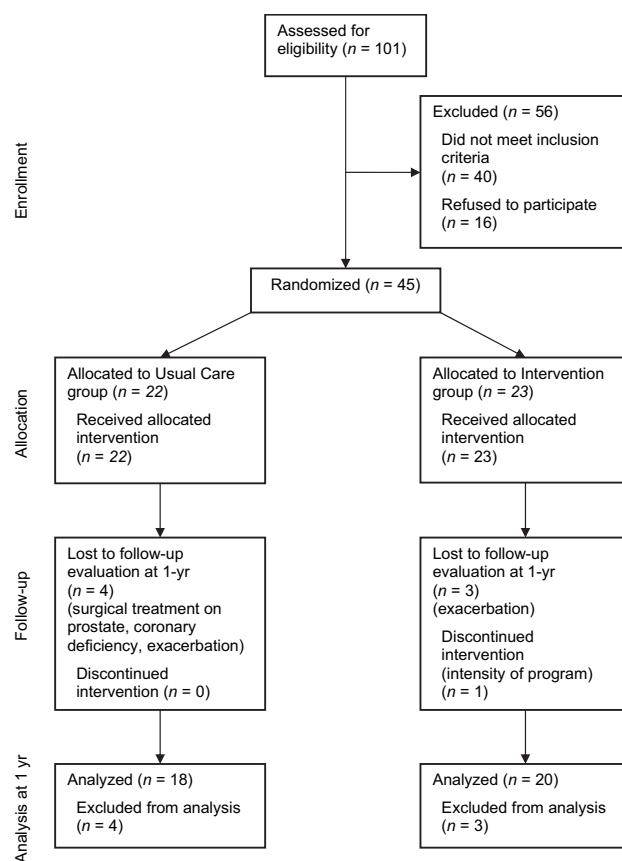 Assessed for
eligibility (n = 101)
Enrollment
Excluded (n = 56)
Did not meet inclusion
criteria
(n = 40)
Refused to participate
(n = 16)
Randomized (n = 45)
Allocation
Allocated to Usual Care
group (n = 22)
Received allocated
intervention
(n = 22)
Allocated to Intervention
group (n = 23)
Received allocated
intervention
(n = 23)
Follow-up
Lost to follow-up
evaluation at 1-yr
(n = 4)
(surgical treatment on
prostate, coronary
deficiency, exacerbation)
Discontinued
intervention (n = 0)
Lost to follow-up
evaluation at 1-yr
(n = 3)
(exacerbation)
Discontinued
intervention
(intensity of program)
(n = 1)
Analysis at 1 yr
Analyzed (n = 18)
Excluded from analysis
(n = 4)
Analyzed (n = 20)
Excluded from analysis
(n = 3)